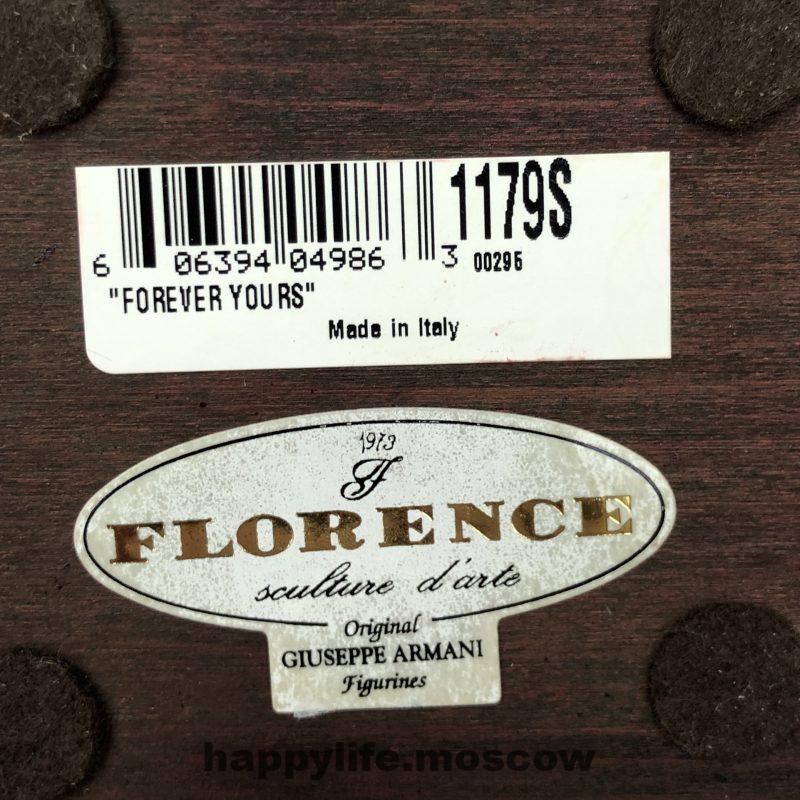 1179S
6 06394 04986 3 00295
"FOREVER YOURS"
Made in Italy
1973
F
FLORENCE
sculture d'arte
Original
GIUSEPPE ARMANI
Figurines
happylife.moscow